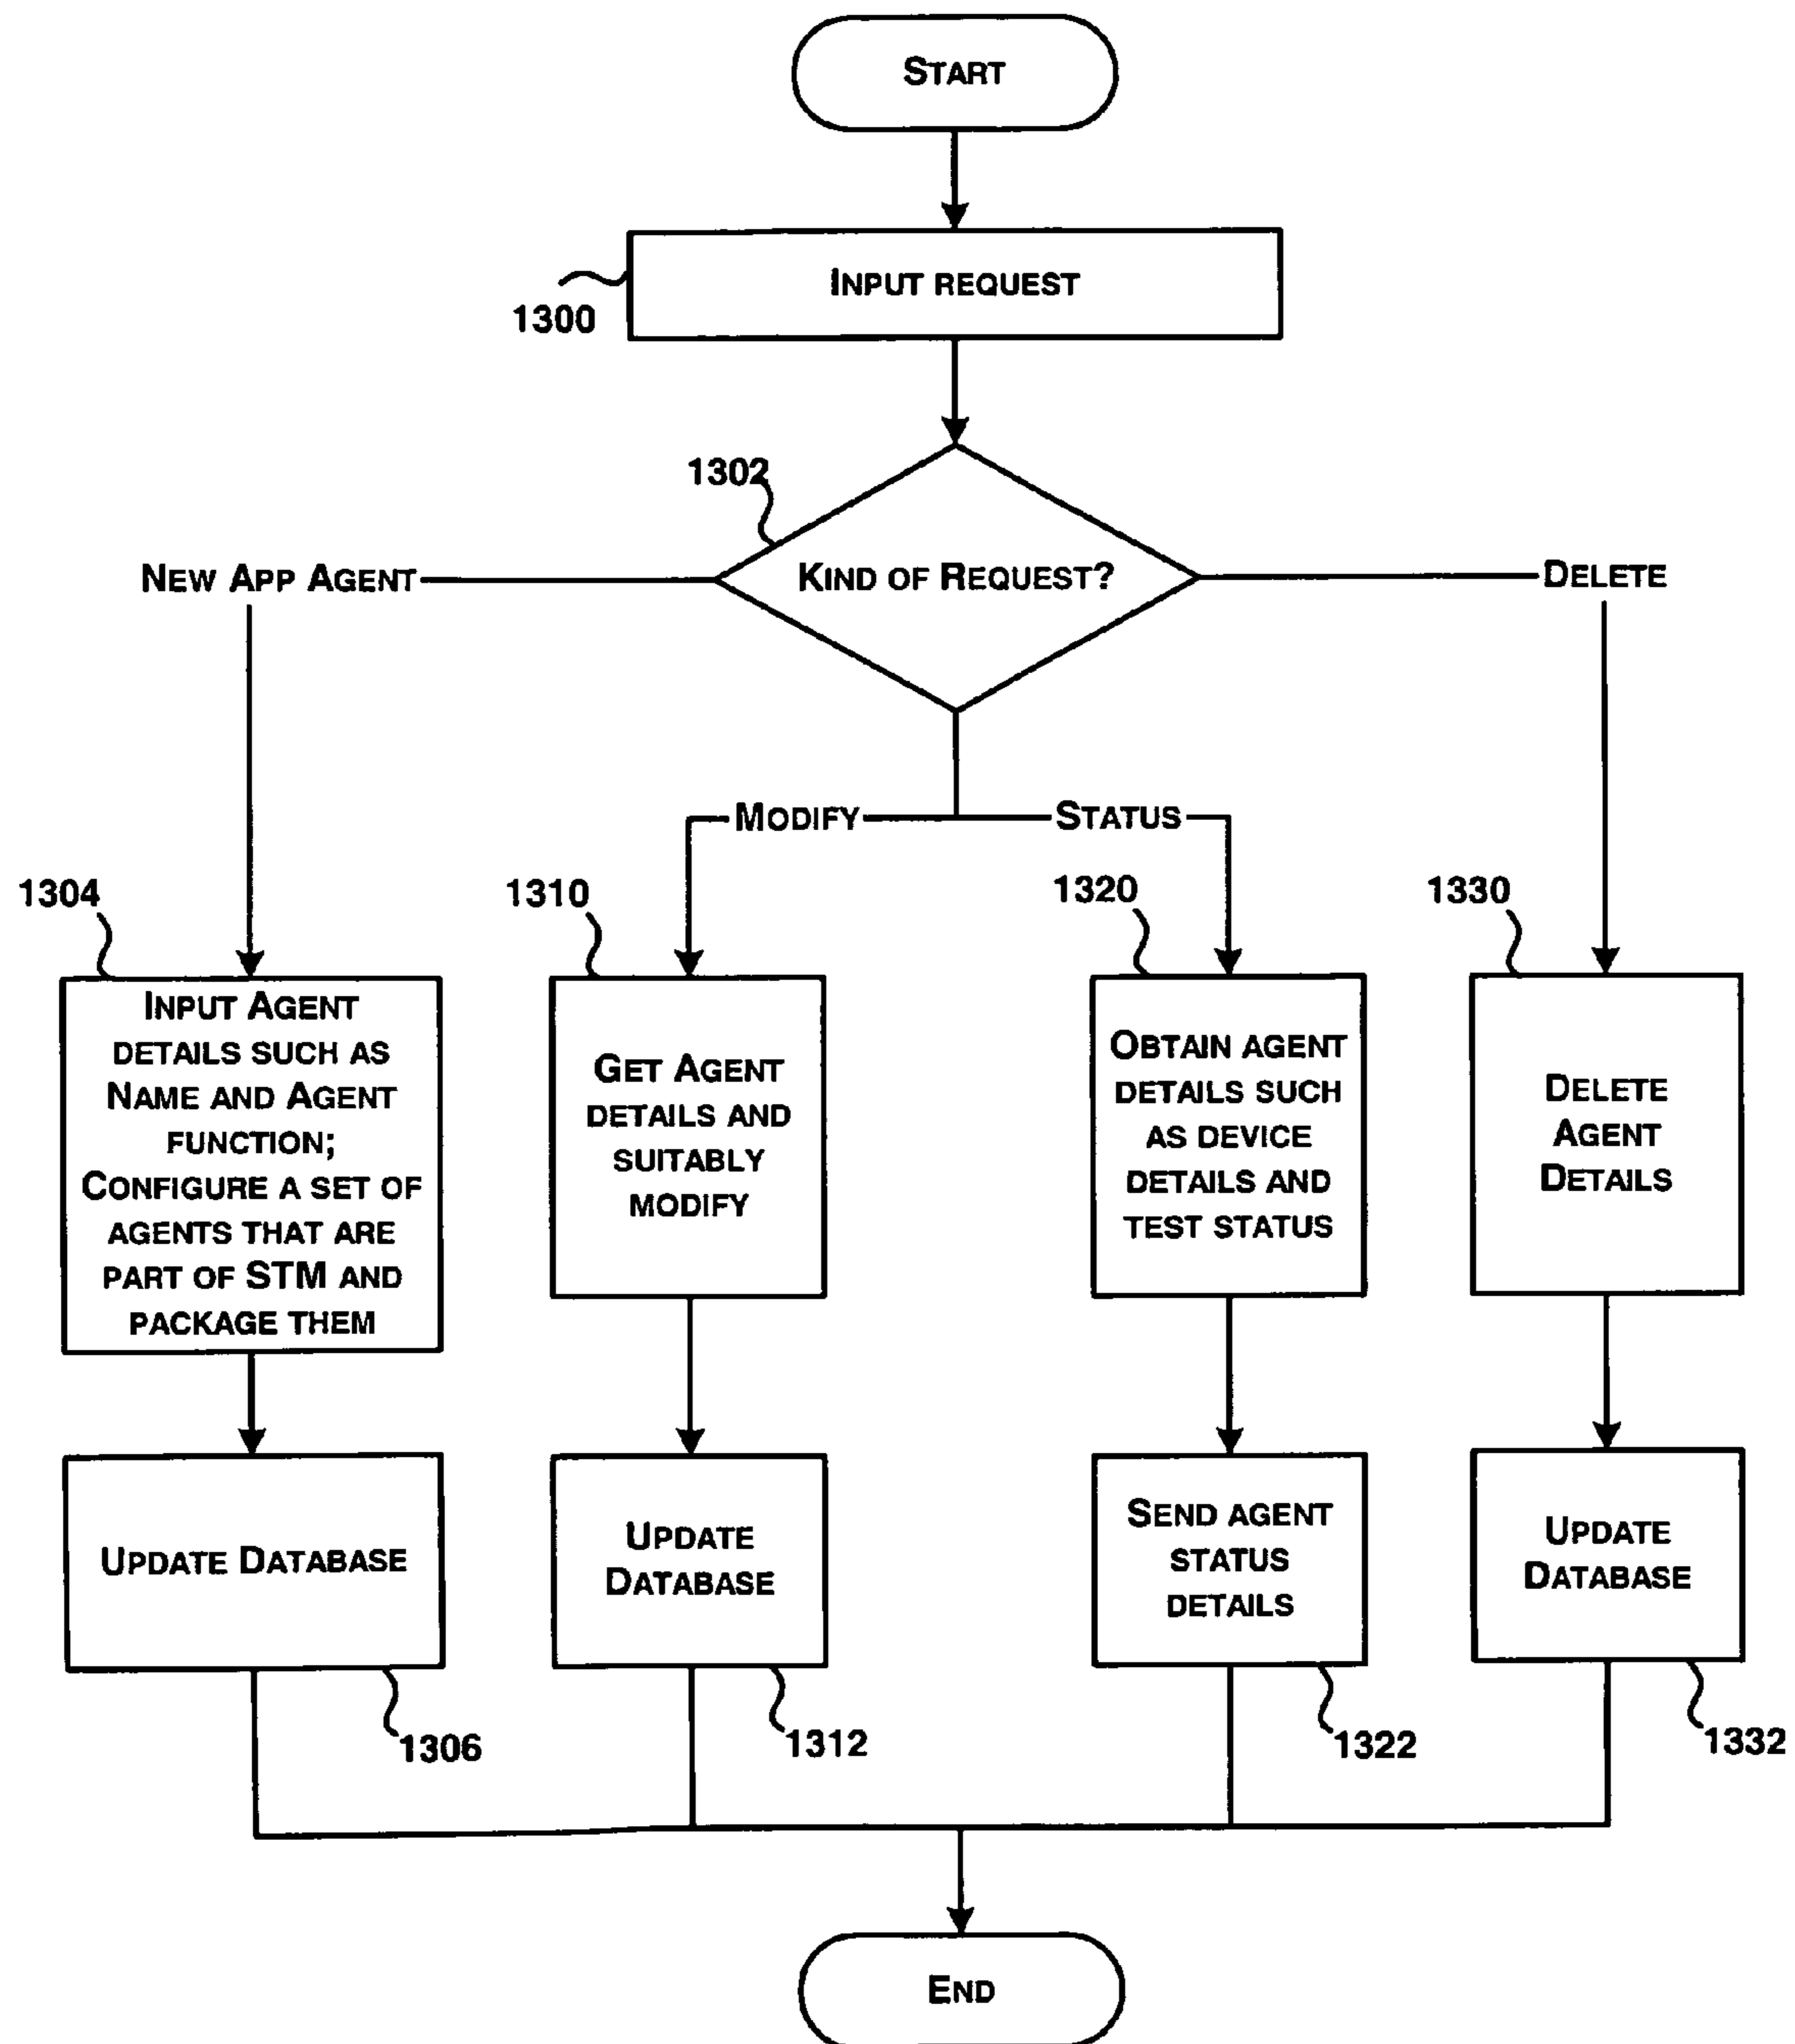 START
INPUT REQUEST
1300
1302
KIND OF REQUEST?
NEW APP AGENT
DELETE
MODIFY
STATUS
1304
INPUT AGENT
DETAILS SUCH AS
NAME AND AGENT
FUNCTION;
CONFIGURE A SET OF
AGENTS THAT ARE
PART OF STM AND
PACKAGE THEM
1310
GET AGENT
DETAILS AND
SUITABLY
MODIFY
1320
OBTAIN AGENT
DETAILS SUCH
AS DEVICE
DETAILS AND
TEST STATUS
1330
DELETE
AGENT
DETAILS
UPDATE DATABASE
1306
UPDATE
DATABASE
1312
SEND AGENT
STATUS
DETAILS
1322
UPDATE
DATABASE
1332
END